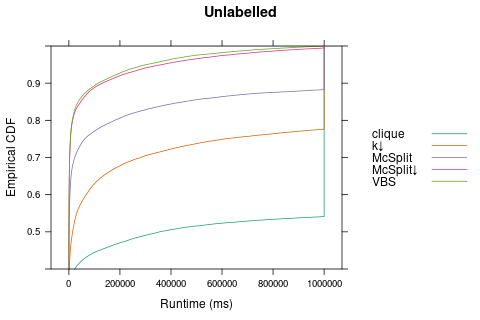 Unlabelled
Empirical CDF
0.9
0.8
0.7
0.6
0.5
0
200000
400000
600000
800000
1000000
Runtime (ms)
clique
k↓
McSplit
McSplit↓
VBS